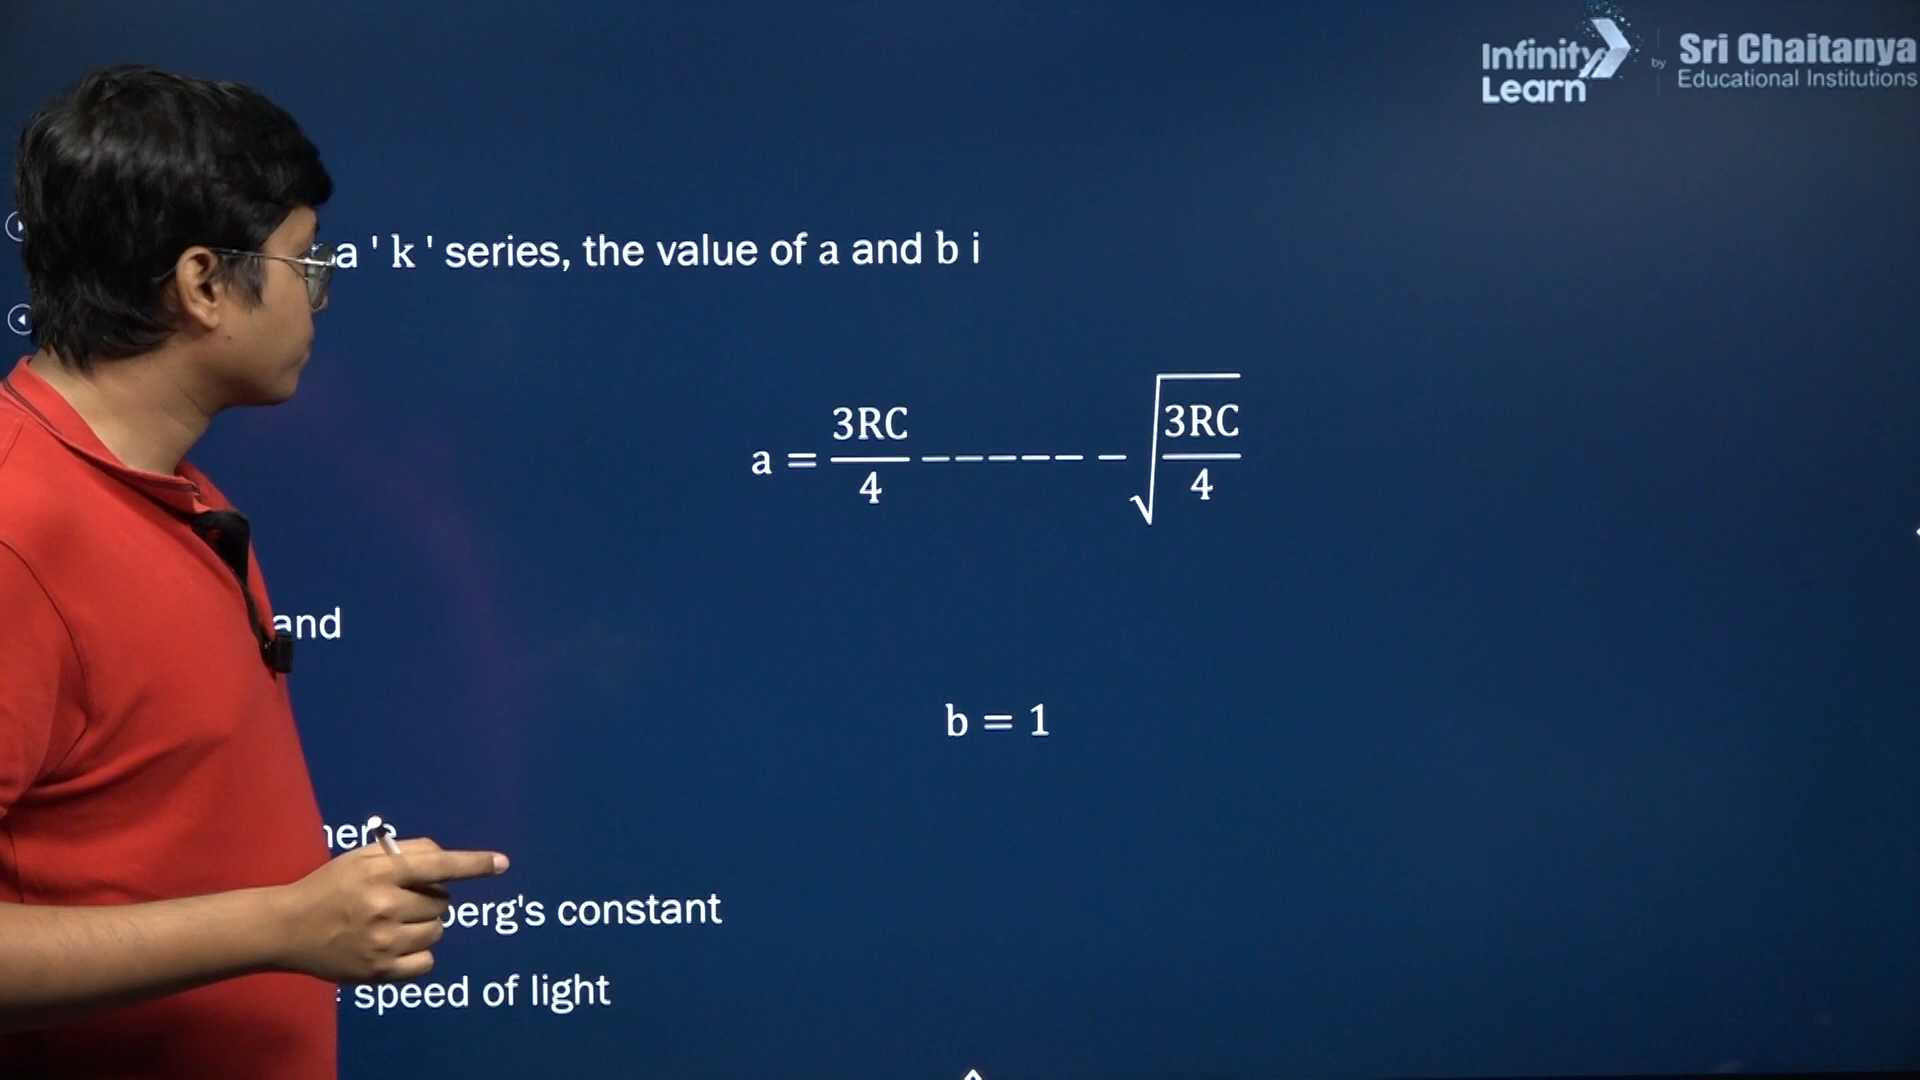 Infinity Learn by Sri Chaitanya Educational Institutions
a ' k ' series, the value of a and b i
a = 3RC/4 ------ √(3RC/4)
and
b = 1
constant
speed of light